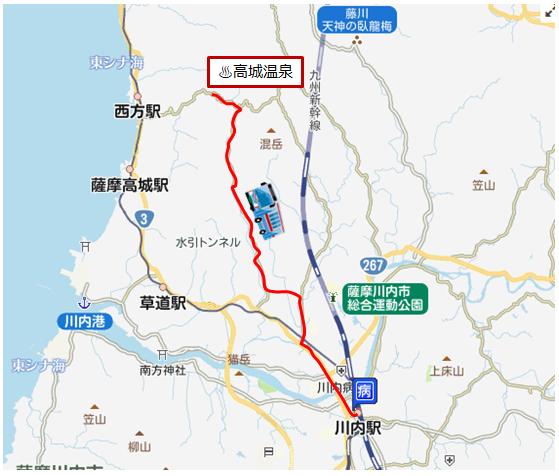 藤川
天神の臥龍梅
東シナ海
♨高城温泉
九州新幹線
西方駅
混岳
薩摩高城駅
笠山
3
水引トンネル
267
薩摩川内市
総合運動公園
草道駅
川内港
東シナ海
猫岳
南方神社
川内病
病
上床山
笠山
川内駅
柳山
薩摩川内市